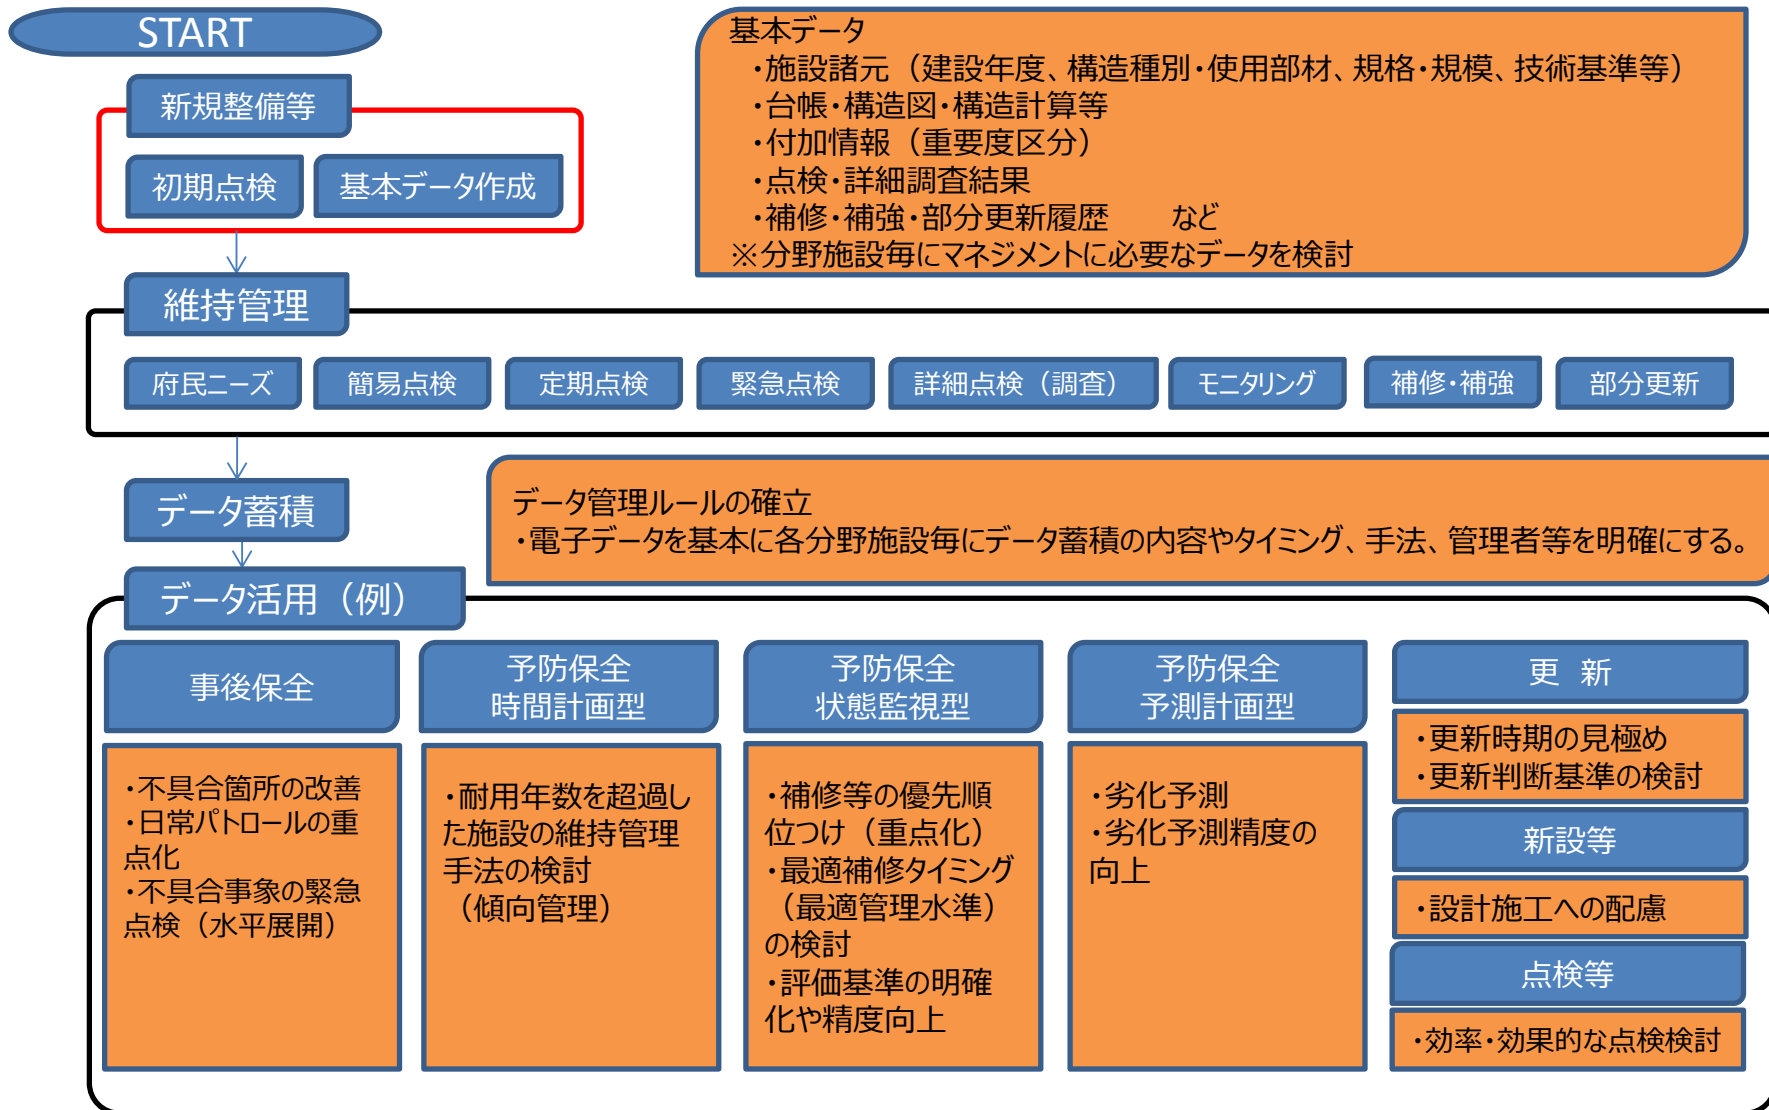 START
新規整備等
初期点検
基本データ作成
基本データ
・施設諸元（建設年度、構造種別・使用部材、規格・規模、技術基準等）
・台帳・構造図・構造計算等
・付加情報（重要度区分）
・点検・詳細調査結果
・補修・補強・部分更新履歴　　など
※分野施設毎にマネジメントに必要なデータを検討
維持管理
府民ニーズ
簡易点検
定期点検
緊急点検
詳細点検（調査）
モニタリング
補修・補強
部分更新
データ蓄積
データ管理ルールの確立
・電子データを基本に各分野施設毎にデータ蓄積の内容やタイミング、手法、管理者等を明確にする。
データ活用（例）
事後保全
・不具合箇所の改善
・日常パトロールの重
点化
・不具合事象の緊急
点検（水平展開）
予防保全
時間計画型
・耐用年数を超過し
た施設の維持管理
手法の検討
（傾向管理）
予防保全
状態監視型
・補修等の優先順
位つけ（重点化）
・最適補修タイミング
（最適管理水準）
の検討
・評価基準の明確
化や精度向上
予防保全
予測計画型
・劣化予測
・劣化予測精度の
向上
更 新
・更新時期の見極め
・更新判断基準の検討
新設等
・設計施工への配慮
点検等
・効率・効果的な点検検討